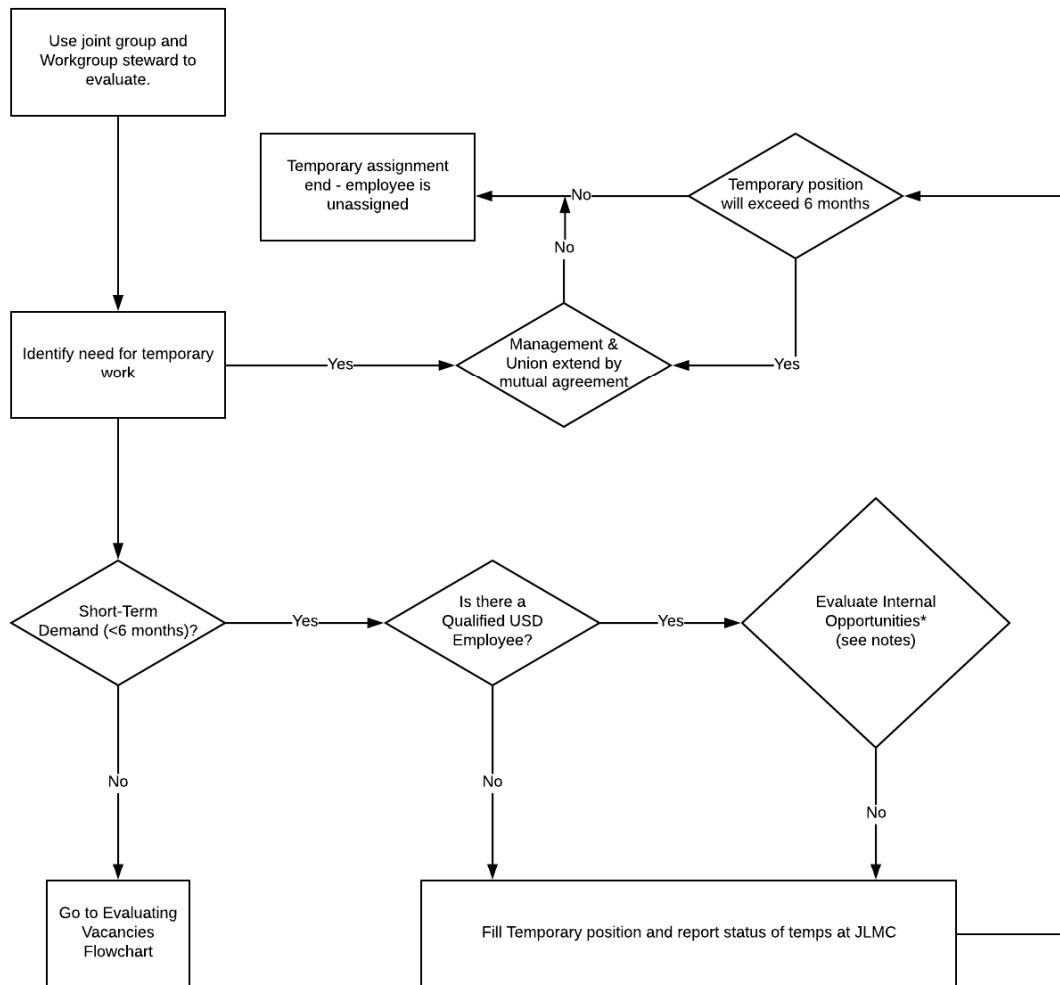 Use joint group and
Workgroup steward to
evaluate.
Temporary assignment
end - employee is
unassigned
No
Temporary position
will exceed 6 months
No
Identify need for temporary
work
Yes
Management &
Union extend by
mutual agreement
Yes
Short-Term
Demand (<6 months)?
Yes
Is there a
Qualified USD
Employee?
Yes
Evaluate Internal
Opportunities*
(see notes)
No
No
No
Go to Evaluating
Vacancies
Flowchart
Fill Temporary position and report status of temps at JLMC